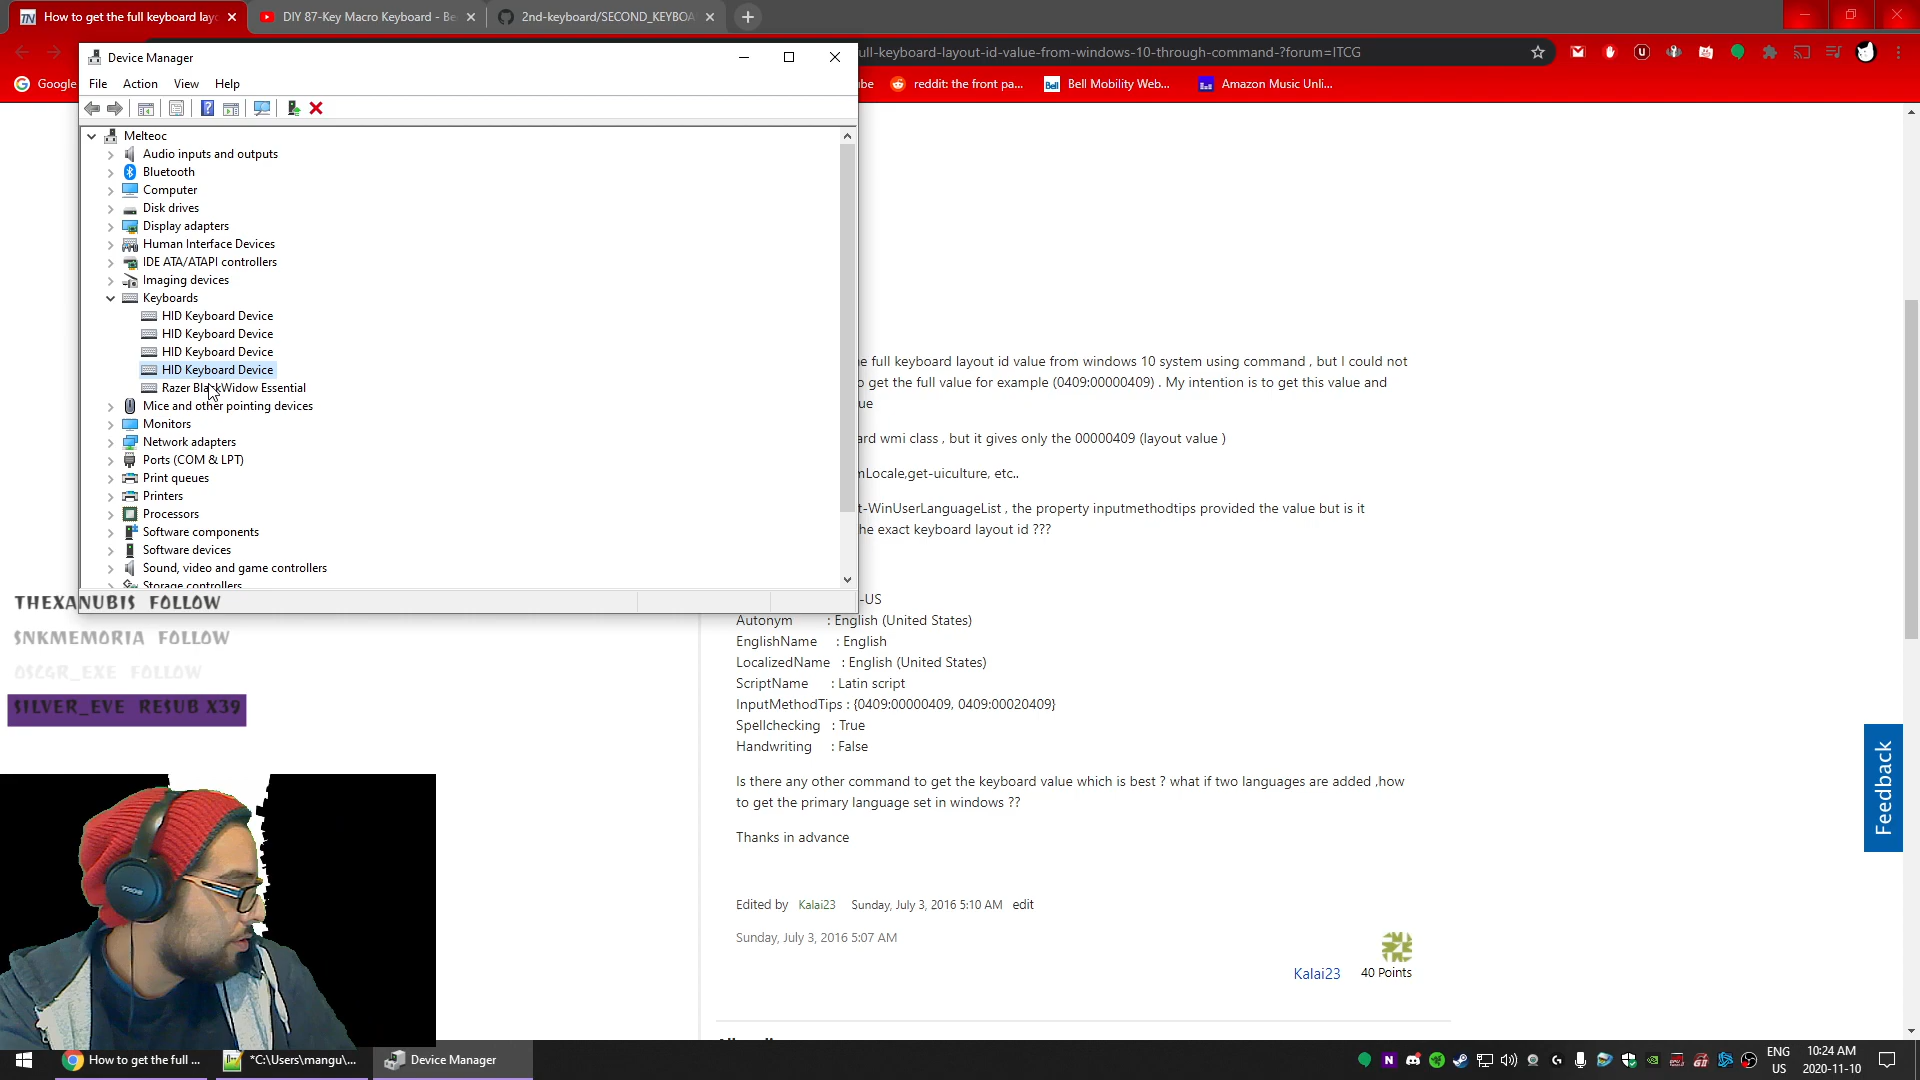 How to get the full keyboard lay
DIY 87-Key Macro Keyboard - Be
2nd-keyboard/SECOND_KEYBOA
ull-keyboard-layout-id-value-from-windows-10-through-command-?forum=ITCG
Google
be
reddit: the front pa...
Bell Mobility Web...
Amazon Music Unli...
Device Manager
File Action View Help
Melteoc
Audio inputs and outputs
Bluetooth
Computer
Disk drives
Display adapters
Human Interface Devices
IDE ATA/ATAPI controllers
Imaging devices
Keyboards
HID Keyboard Device
HID Keyboard Device
HID Keyboard Device
HID Keyboard Device
Razer BlackWidow Essential
Mice and other pointing devices
Monitors
Network adapters
Ports (COM & LPT)
Print queues
Printers
Processors
Software components
Software devices
Sound, video and game controllers
Storage controllers
e full keyboard layout id value from windows 10 system using command , but I could not
o get the full value for example (0409:00000409) . My intention is to get this value and
ue
ard wmi class , but it gives only the 00000409 (layout value )
mLocale,get-uiculture, etc..
t-WinUserLanguageList , the property inputmethodtips provided the value but is it
he exact keyboard layout id ???
-US
Autonym : English (United States)
EnglishName : English
LocalizedName : English (United States)
ScriptName : Latin script
InputMethodTips : {0409:00000409, 0409:00020409}
Spellchecking : True
Handwriting : False
Is there any other command to get the keyboard value which is best ? what if two languages are added ,how
to get the primary language set in windows ??
Thanks in advance
Edited by Kalai23 Sunday, July 3, 2016 5:10 AM edit
Sunday, July 3, 2016 5:07 AM
Kalai23 40 Points
Feedback
THEXANUBIS FOLLOW
SNKMEMORIA FOLLOW
OSC4R_EXE FOLLOW
SILVER_EVE RESUB X39
How to get the full ...
*C:\Users\mangu\...
Device Manager
ENG
US
10:24 AM
2020-11-10